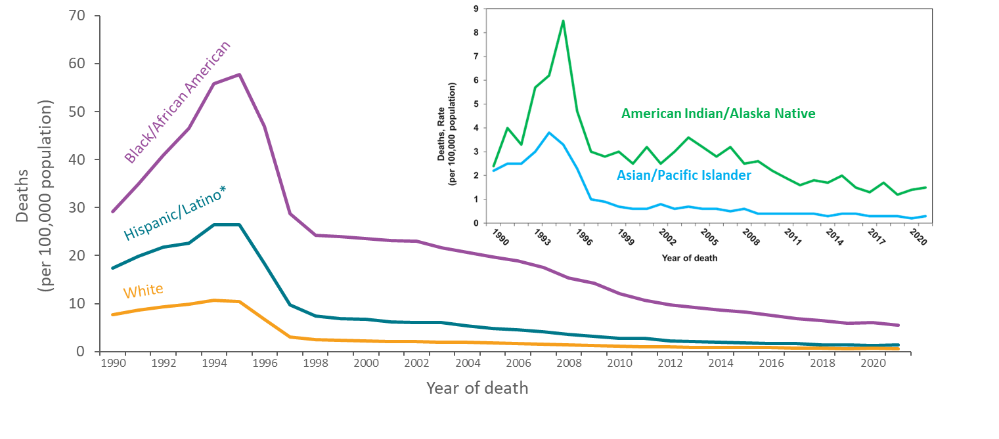 70
60
50
40
30
20
10
0
Deaths
(per 100,000 population)
Black/African American
Hispanic/Latino*
White
1990 1992 1994 1996 1998 2000 2002 2004 2006 2008 2010 2012 2014 2016 2018 2020
Year of death
9
8
7
6
5
4
3
2
1
0
Deaths, Rate
(per 100,000 population)
American Indian/Alaska Native
Asian/Pacific Islander
1990 1993 1996 1999 2002 2005 2008 2011 2014 2017 2020
Year of death